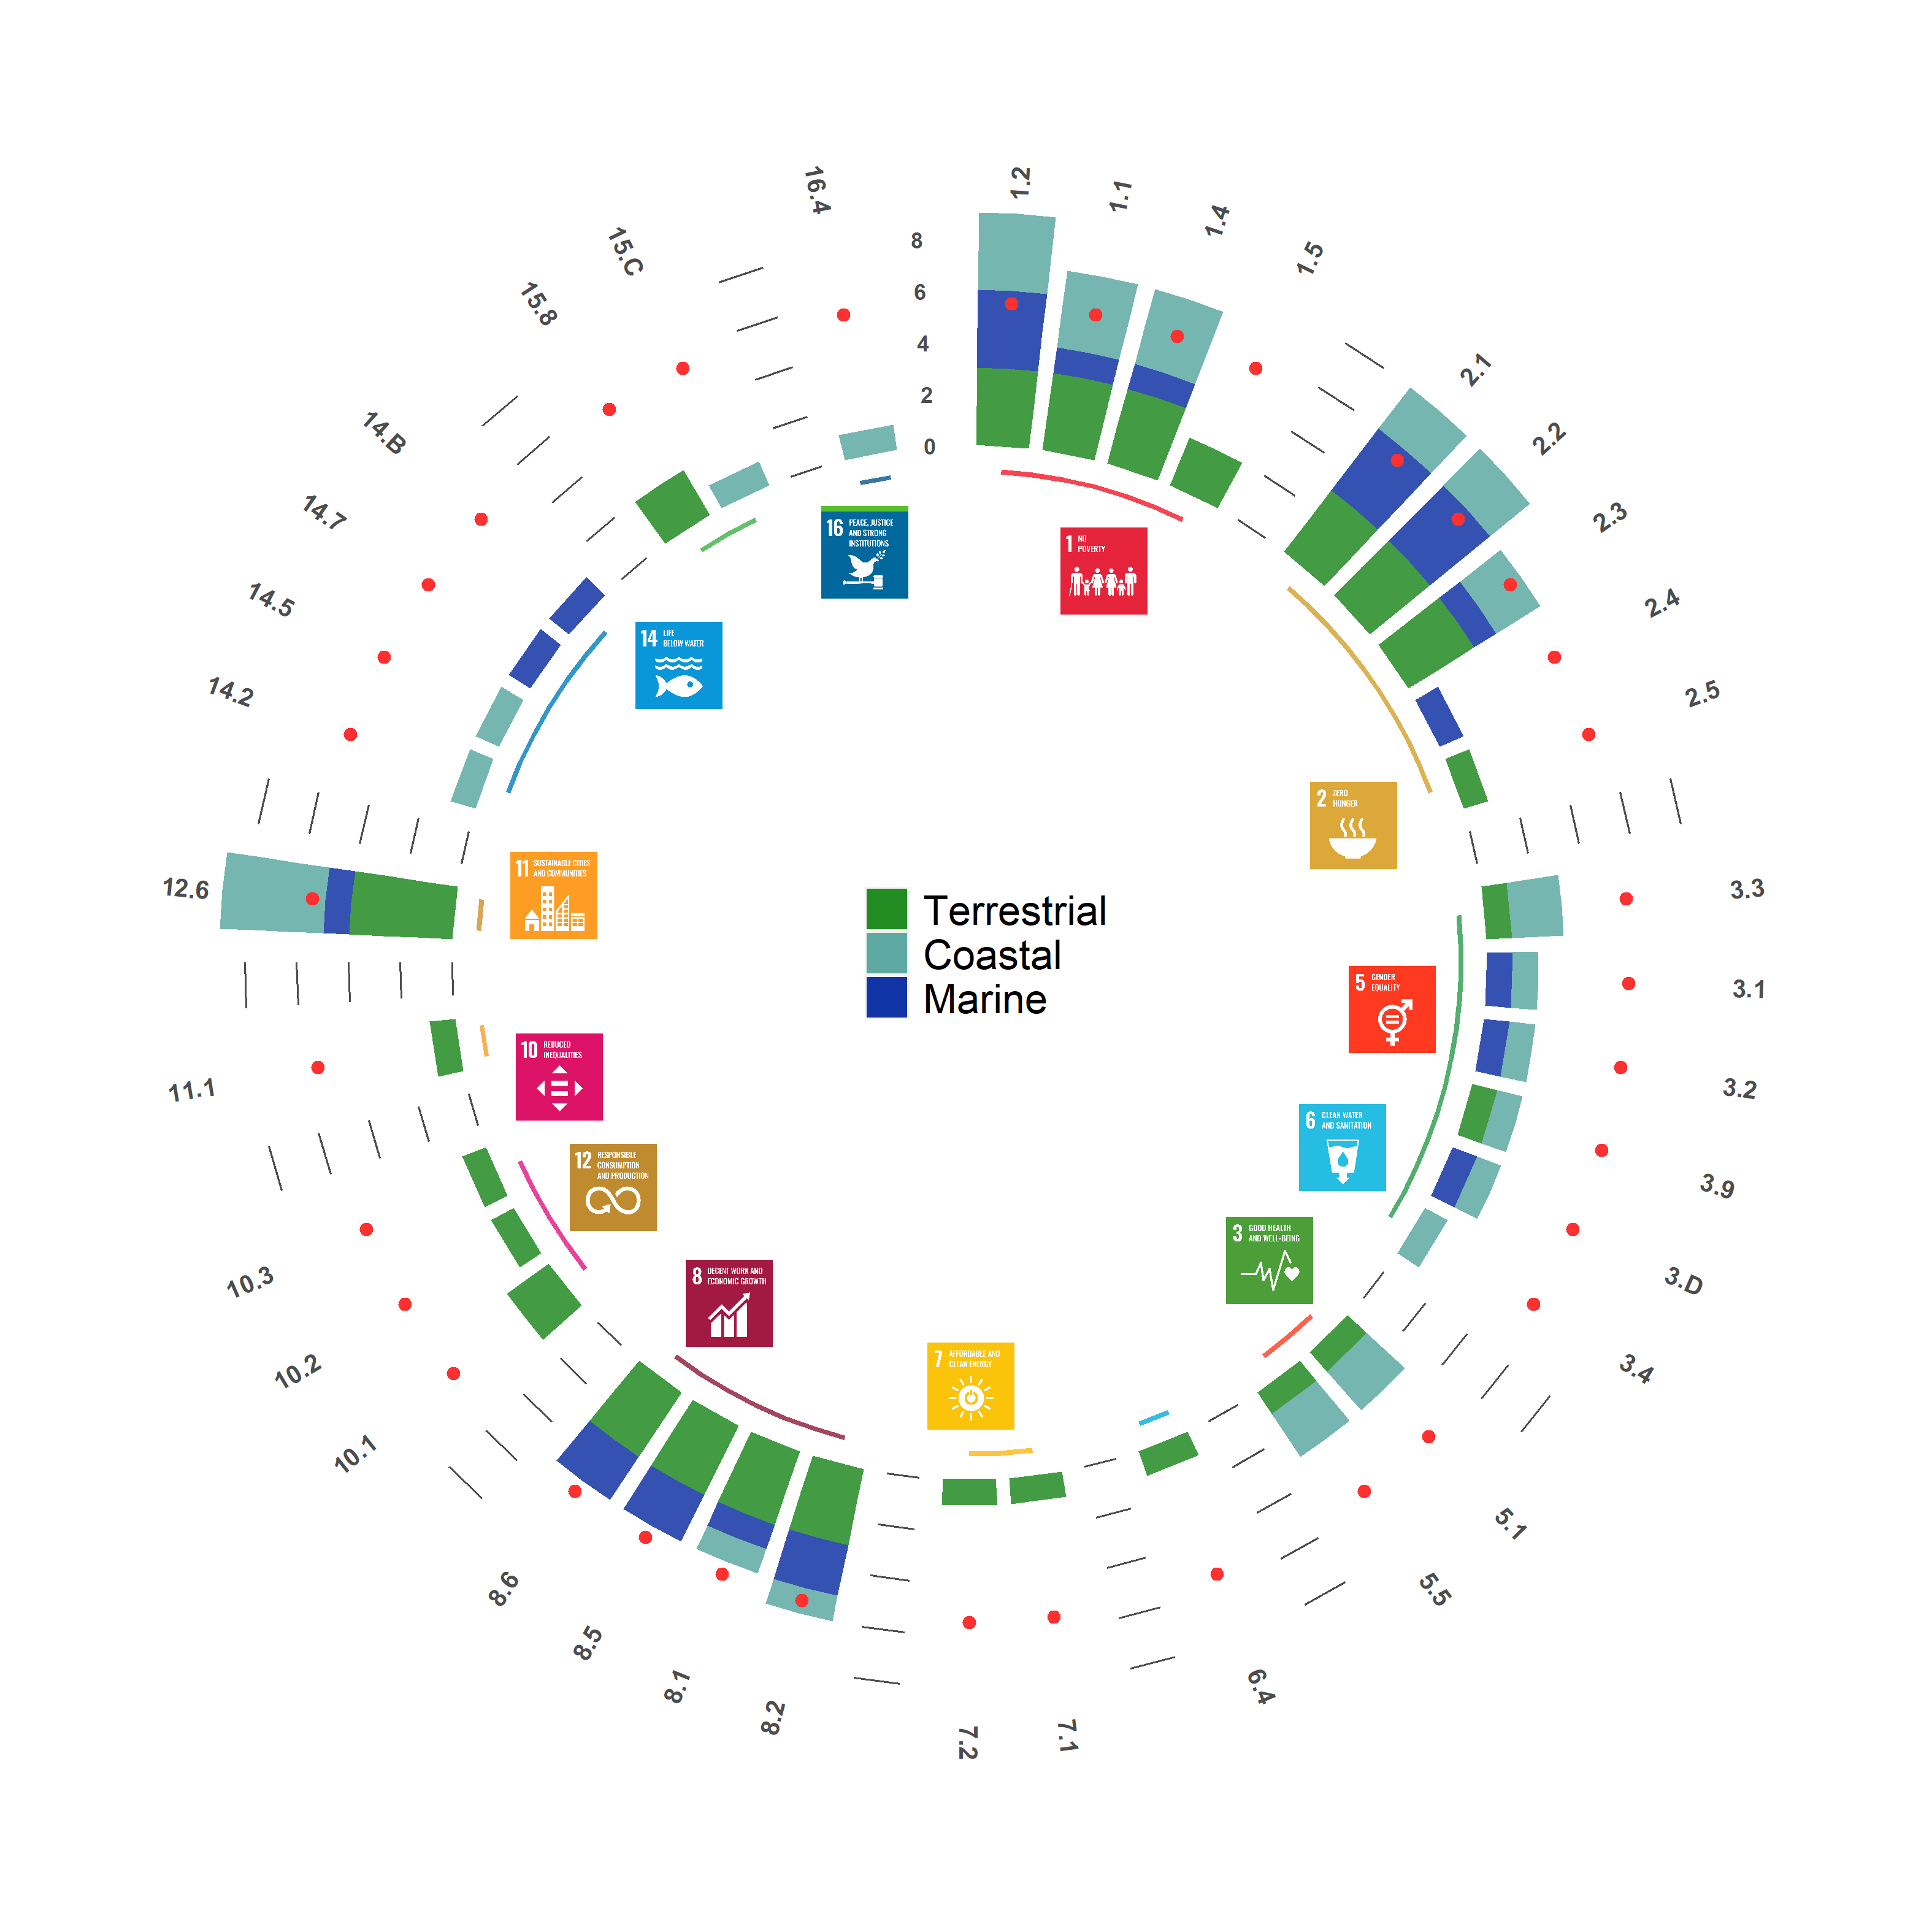 1.2
1.1
1.4
1.5
2.1
2.2
2.3
2.4
2.5
3.3
3.1
3.2
3.9
3.D
3.4
5.1
5.5
6.4
7.1
7.2
8.2
8.1
8.5
8.6
10.1
10.2
10.3
11.1
12.6
14.2
14.5
14.7
14.B
15.8
15.C
16.4
8
6
4
2
0
16 PEACE, JUSTICE
AND STRONG
INSTITUTIONS
1 NO
POVERTY
14 LIFE
BELOW WATER
2 ZERO
HUNGER
11 SUSTAINABLE CITIES
AND COMMUNITIES
Terrestrial
Coastal
Marine
5 GENDER
EQUALITY
10 REDUCED
INEQUALITIES
6 CLEAN WATER
AND SANITATION
12 RESPONSIBLE
CONSUMPTION
AND PRODUCTION
3 GOOD HEALTH
AND WELL-BEING
8 DECENT WORK AND
ECONOMIC GROWTH
7 AFFORDABLE AND
CLEAN ENERGY